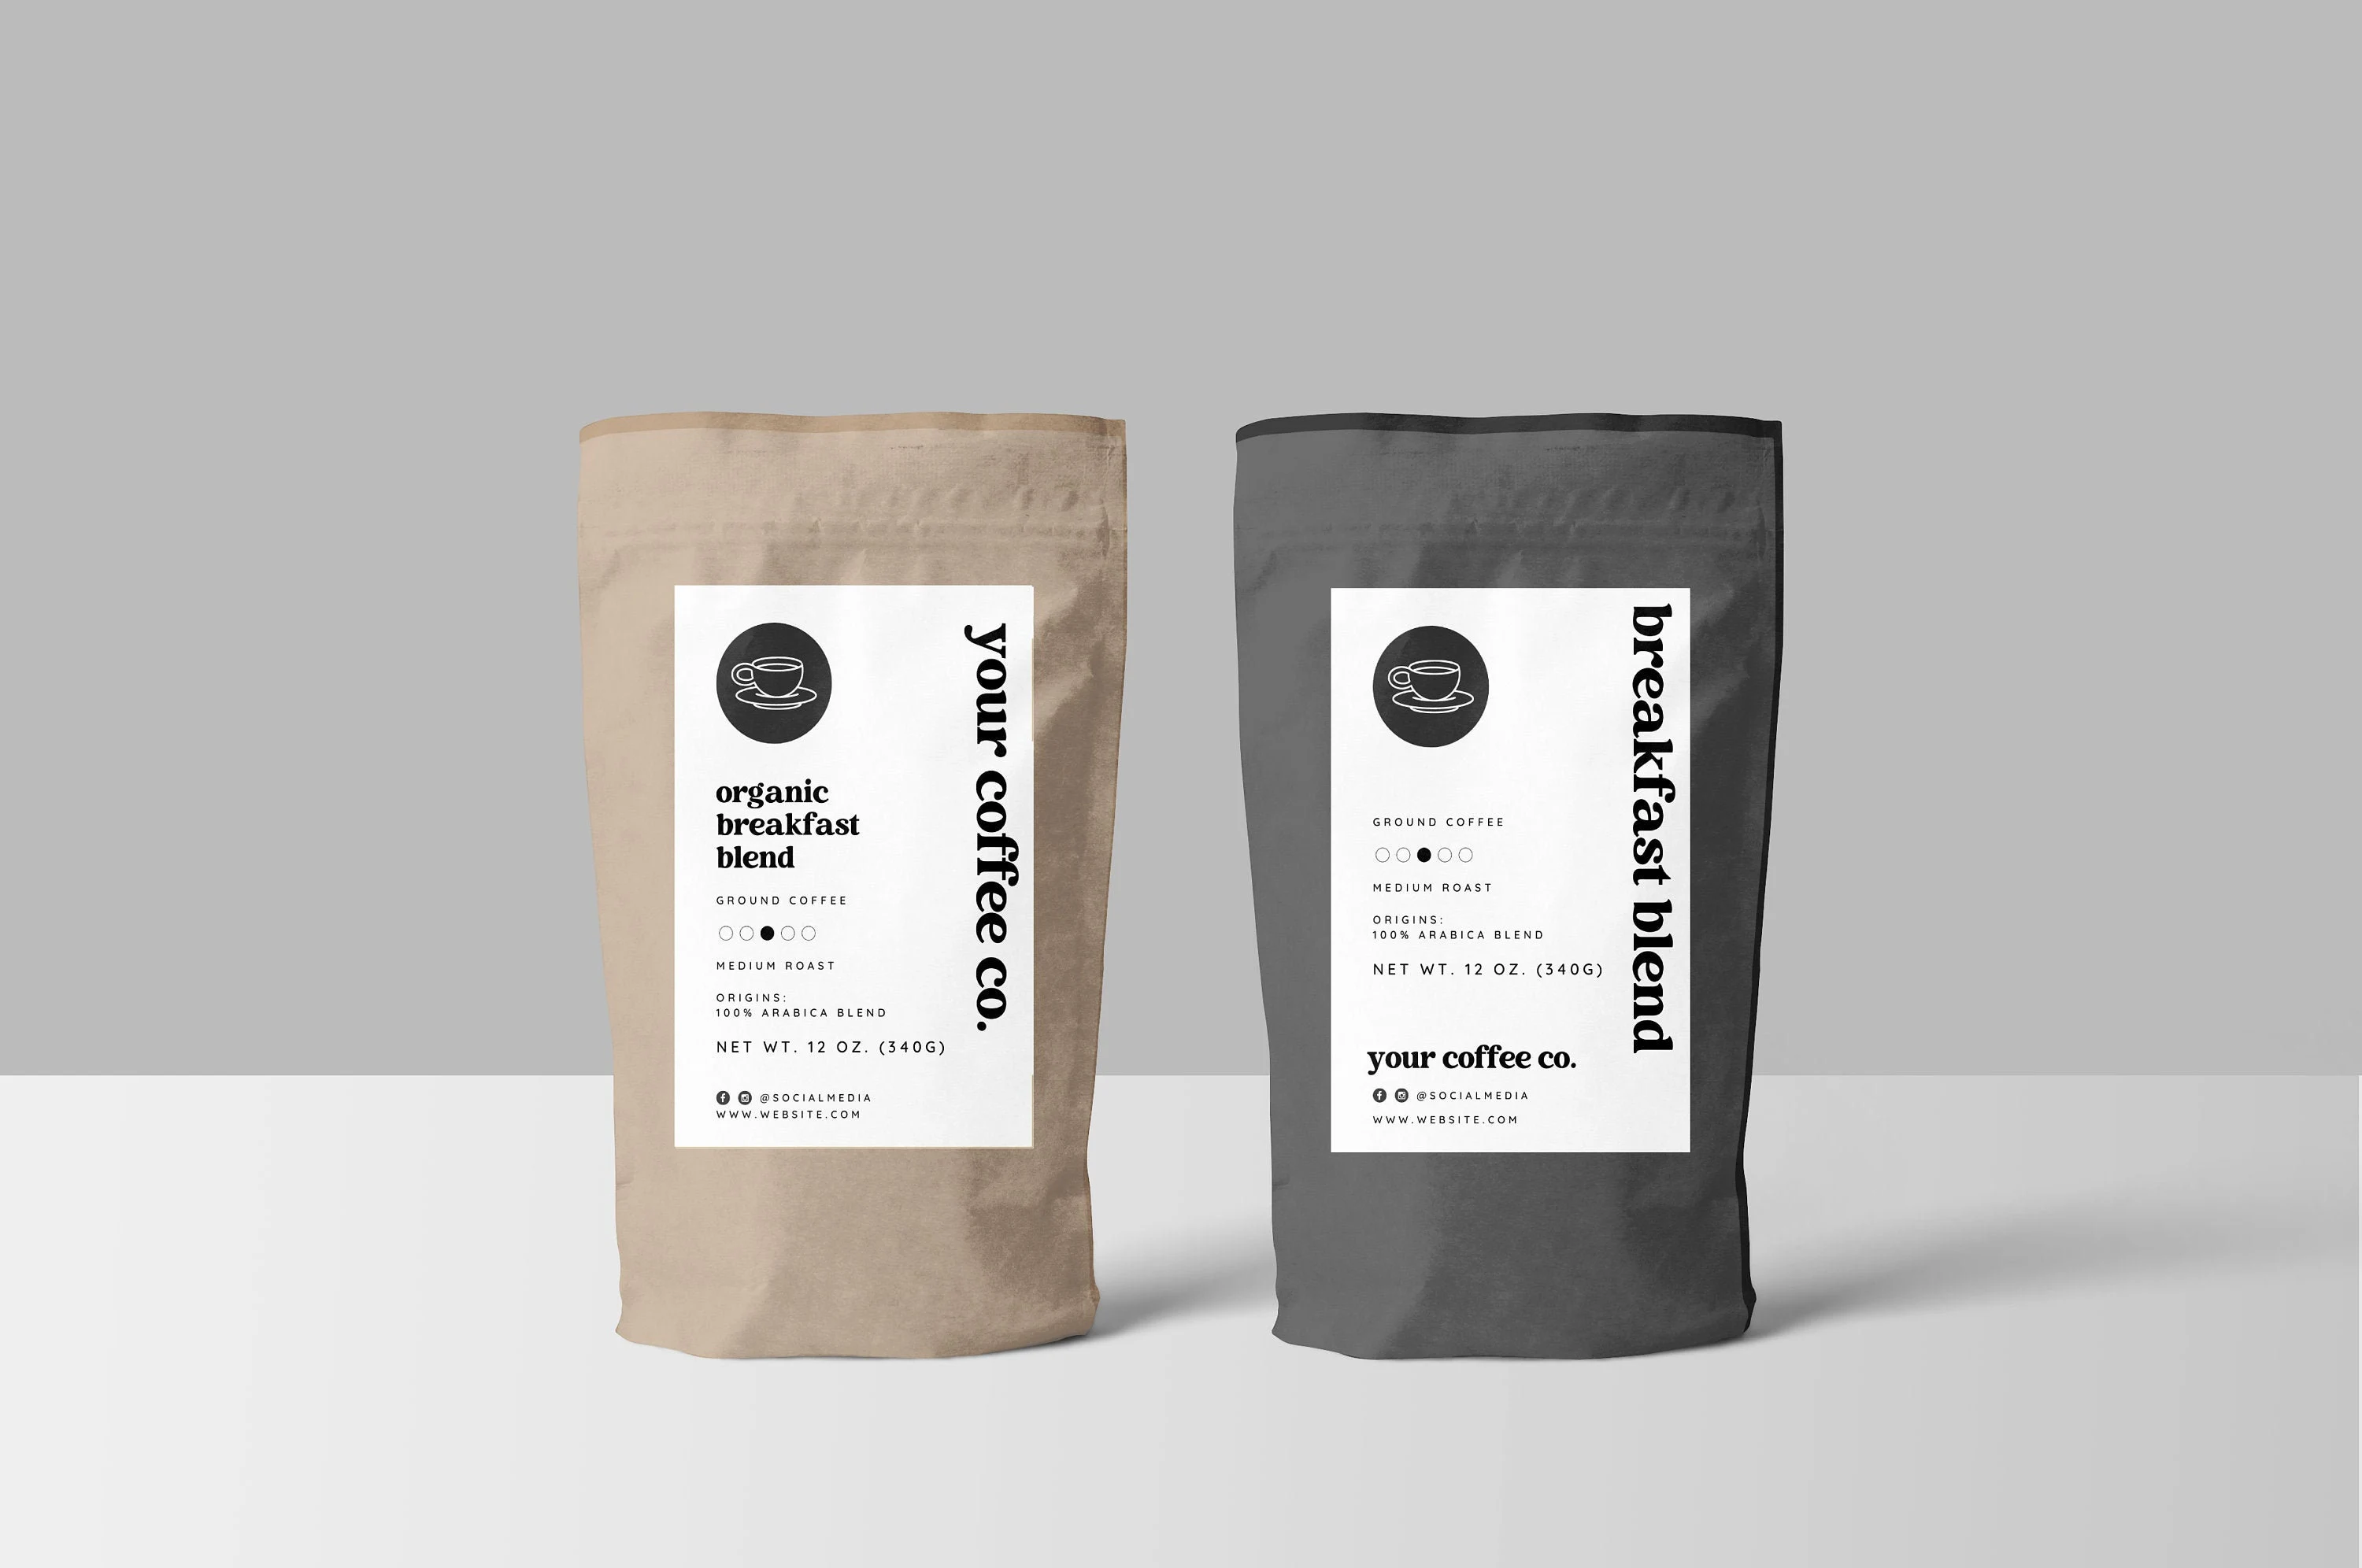 organic
breakfast
blend
GROUND COFFEE
MEDIUM ROAST
ORIGINS:
100% ARABICA BLEND
NET WT. 12 OZ. (340G)
@SOCIALMEDIA
WWW.WEBSITE.COM
your coffee co.
GROUND COFFEE
MEDIUM ROAST
ORIGINS:
100% ARABICA BLEND
NET WT. 12 OZ. (340G)
your coffee co.
@SOCIALMEDIA
WWW.WEBSITE.COM
breakfast blend